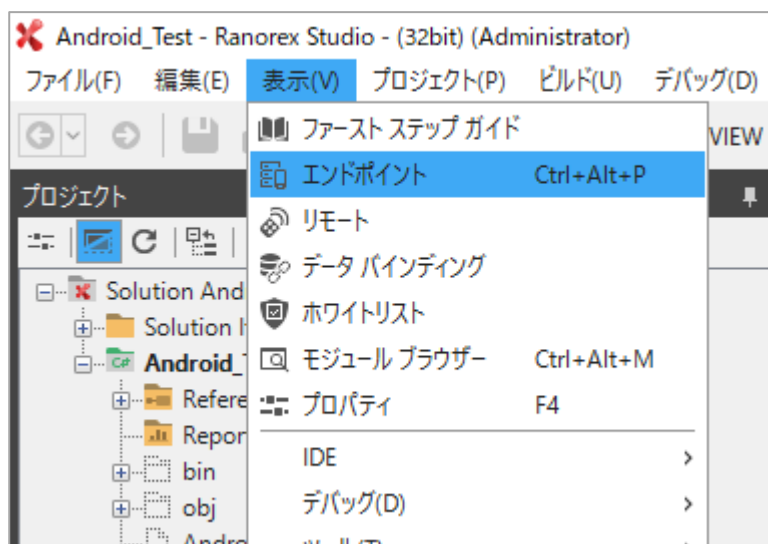 Android_Test - Ranorex Studio - (32bit) (Administrator)
ファイル(F) 編集(E) 表示(V) プロジェクト(P) ビルド(U) デバッグ(D)
ファースト ステップ ガイド
VIEW
エンドポイント Ctrl+Alt+P
プロジェクト
リモート
データ バインディング
Solution And
ホワイトリスト
Solution I
モジュール ブラウザー Ctrl+Alt+M
Android_
プロパティ F4
Refere
Repor
IDE
bin
デバッグ(D)
obj
Andro